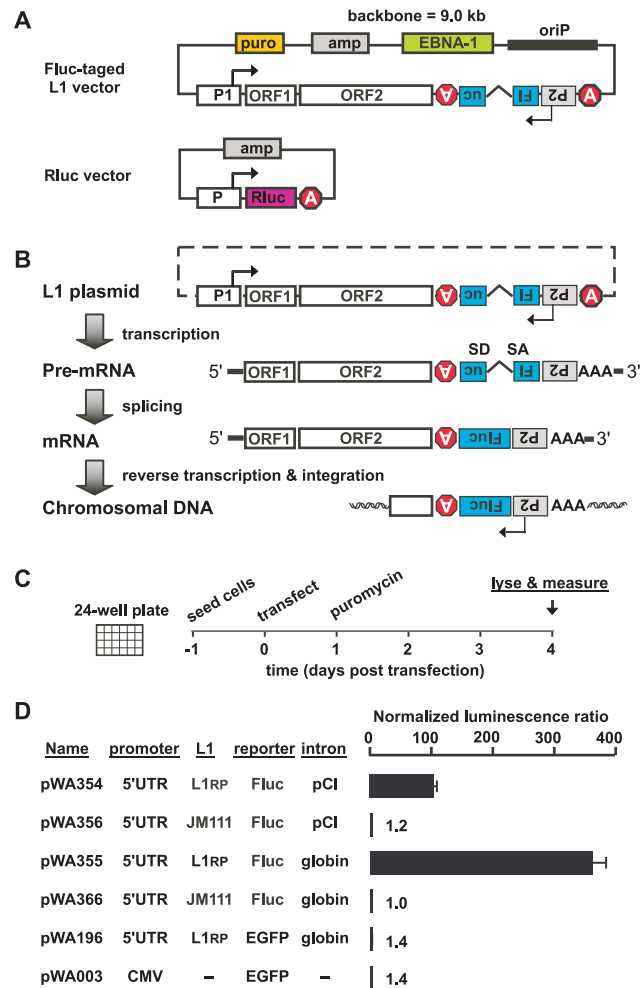 A
backbone = 9.0 kb
puro amp EBNA-1 oriP
Fluc-taged
L1 vector
P1 ORF1 ORF2 A uc Fl P2 A
amp
Rluc vector
P Rluc A
B
L1 plasmid
P1 ORF1 ORF2 A uc Fl P2 A
transcription
SD SA
Pre-mRNA
5' ORF1 ORF2 A uc Fl P2 AAA 3'
splicing
mRNA
5' ORF1 ORF2 A Fluc P2 AAA 3'
reverse transcription & integration
Chromosomal DNA
A Fluc P2 AAA
C
24-well plate
seed cells transfect puromycin lyse & measure
-1 0 1 2 3 4
time (days post transfection)
D
Normalized luminescence ratio
0 100 200 300 400
Name promoter L1 reporter intron
pWA354 5'UTR L1RP Fluc pCI
pWA356 5'UTR JM111 Fluc pCI 1.2
pWA355 5'UTR L1RP Fluc globin
pWA366 5'UTR JM111 Fluc globin 1.0
pWA196 5'UTR L1RP EGFP globin 1.4
pWA003 CMV – EGFP – 1.4